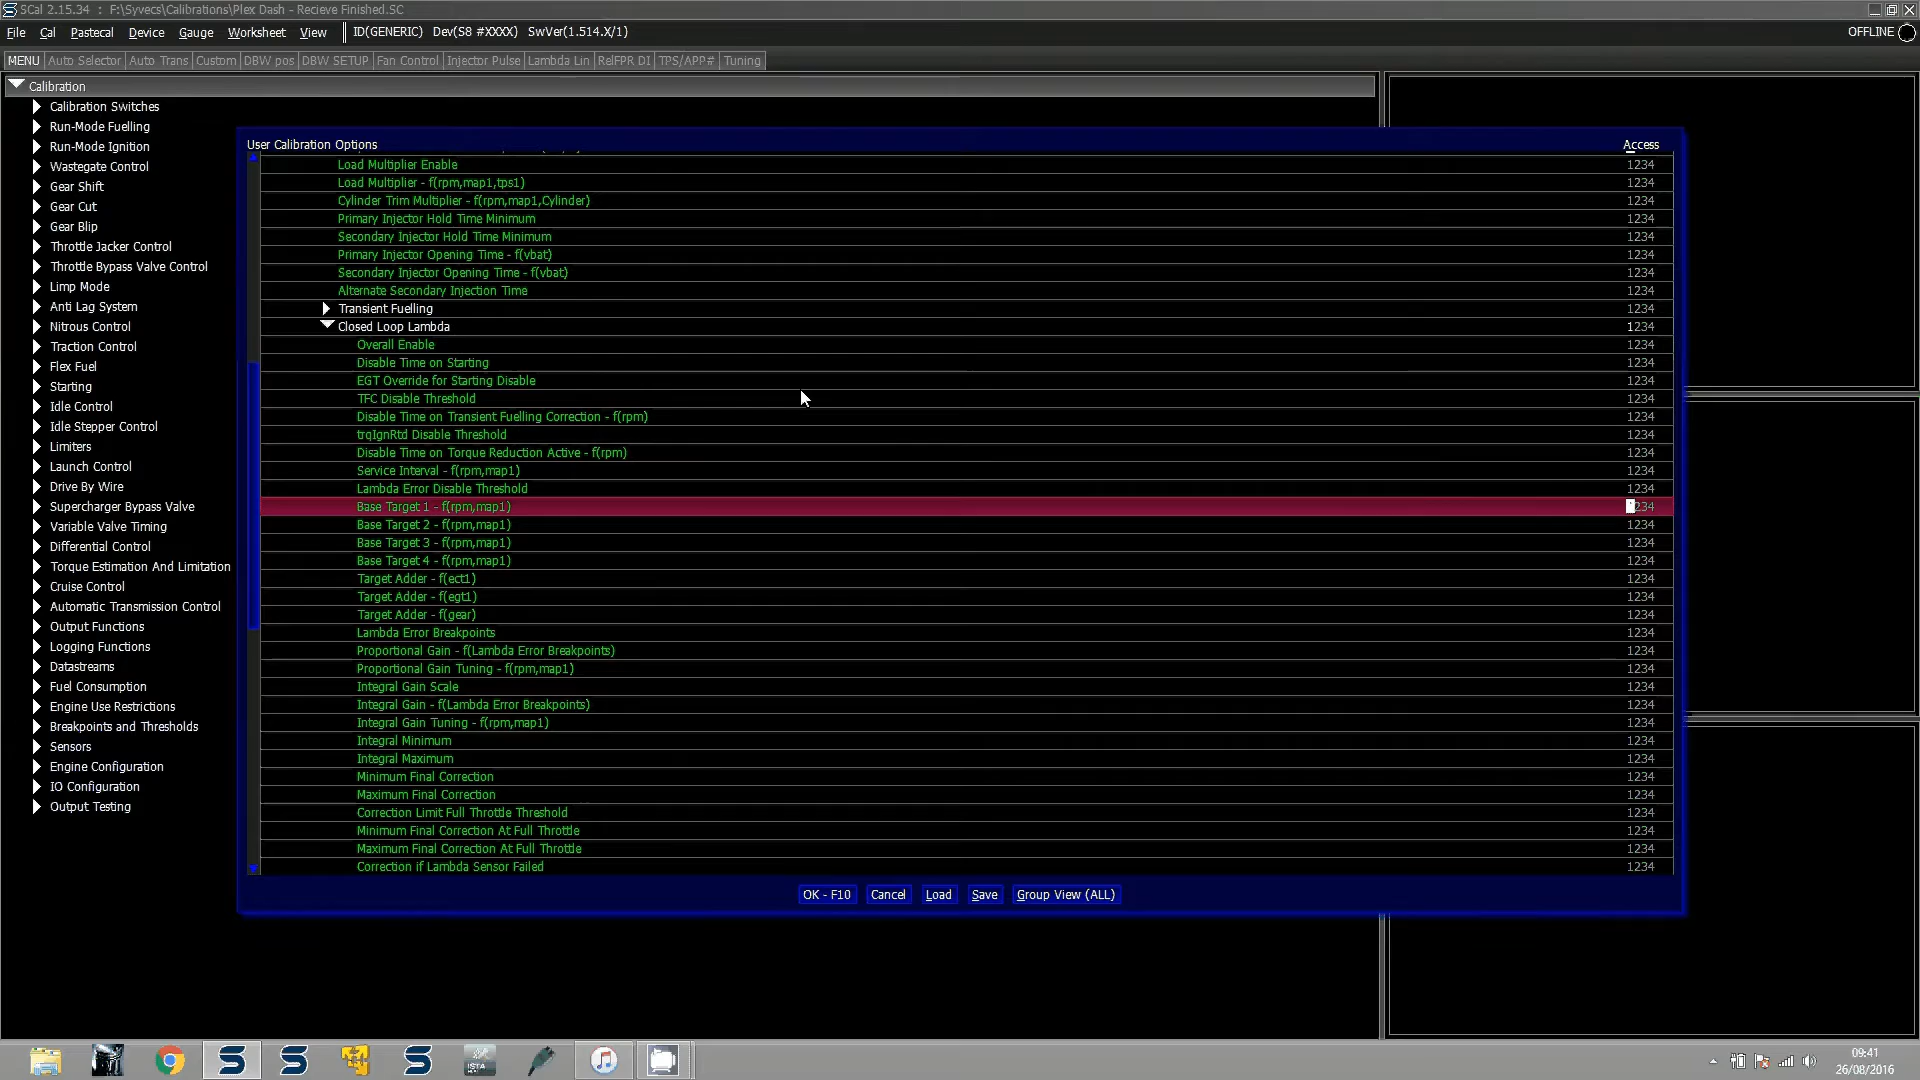 SCal 2.15.34 : F:\Syvecs\Calibrations\Plex Dash - Recieve Finished.SC
File Cal Pastecal Device Gauge Worksheet View ID(GENERIC) Dev(S8 #XXXX) SwVer(1.514.X/1) OFFLINE
MENU Auto Selector Auto Trans Custom DBW pos DBW SETUP Fan Control Injector Pulse Lambda Lin RelFPR DI TPS/APP# Tuning
Calibration
Calibration Switches
Run-Mode Fuelling
Run-Mode Ignition
Wastegate Control
Gear Shift
Gear Cut
Gear Blip
Throttle Jacker Control
Throttle Bypass Valve Control
Limp Mode
Anti Lag System
Nitrous Control
Traction Control
Flex Fuel
Starting
Idle Control
Idle Stepper Control
Limiters
Launch Control
Drive By Wire
Supercharger Bypass Valve
Variable Valve Timing
Differential Control
Torque Estimation And Limitation
Cruise Control
Automatic Transmission Control
Output Functions
Logging Functions
Datastreams
Fuel Consumption
Engine Use Restrictions
Breakpoints and Thresholds
Sensors
Engine Configuration
IO Configuration
Output Testing
User Calibration Options Access
Load Multiplier Enable 1234
Load Multiplier - f(rpm,map1,tps1) 1234
Cylinder Trim Multiplier - f(rpm,map1,Cylinder) 1234
Primary Injector Hold Time Minimum 1234
Secondary Injector Hold Time Minimum 1234
Primary Injector Opening Time - f(vbat) 1234
Secondary Injector Opening Time - f(vbat) 1234
Alternate Secondary Injection Time 1234
Transient Fuelling 1234
Closed Loop Lambda 1234
Overall Enable 1234
Disable Time on Starting 1234
EGT Override for Starting Disable 1234
TFC Disable Threshold 1234
Disable Time on Transient Fuelling Correction - f(rpm) 1234
trqIgnRtd Disable Threshold 1234
Disable Time on Torque Reduction Active - f(rpm) 1234
Service Interval - f(rpm,map1) 1234
Lambda Error Disable Threshold 1234
Base Target 1 - f(rpm,map1) 234
Base Target 2 - f(rpm,map1) 1234
Base Target 3 - f(rpm,map1) 1234
Base Target 4 - f(rpm,map1) 1234
Target Adder - f(ect1) 1234
Target Adder - f(egt1) 1234
Target Adder - f(gear) 1234
Lambda Error Breakpoints 1234
Proportional Gain - f(Lambda Error Breakpoints) 1234
Proportional Gain Tuning - f(rpm,map1) 1234
Integral Gain Scale 1234
Integral Gain - f(Lambda Error Breakpoints) 1234
Integral Gain Tuning - f(rpm,map1) 1234
Integral Minimum 1234
Integral Maximum 1234
Minimum Final Correction 1234
Maximum Final Correction 1234
Correction Limit Full Throttle Threshold 1234
Minimum Final Correction At Full Throttle 1234
Maximum Final Correction At Full Throttle 1234
Correction if Lambda Sensor Failed 1234
OK - F10 Cancel Load Save Group View (ALL)
ISTA
09:41
26/08/2016